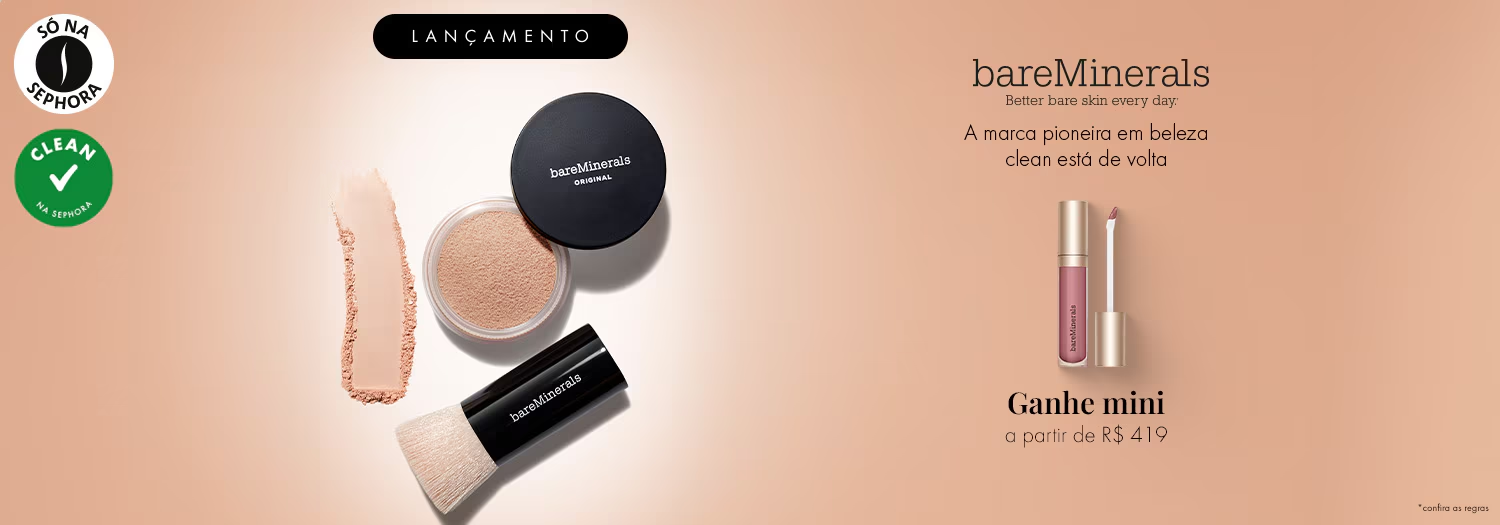 SÓ NA
SEPHORA
CLEAN
NA SEPHORA
LANÇAMENTO
bareMinerals
ORIGINAL
bareMinerals
bareMinerals
Better bare skin every day.
A marca pioneira em beleza
clean está de volta
bareMinerals
Ganhe mini
a partir de R$ 419
*confira as regras